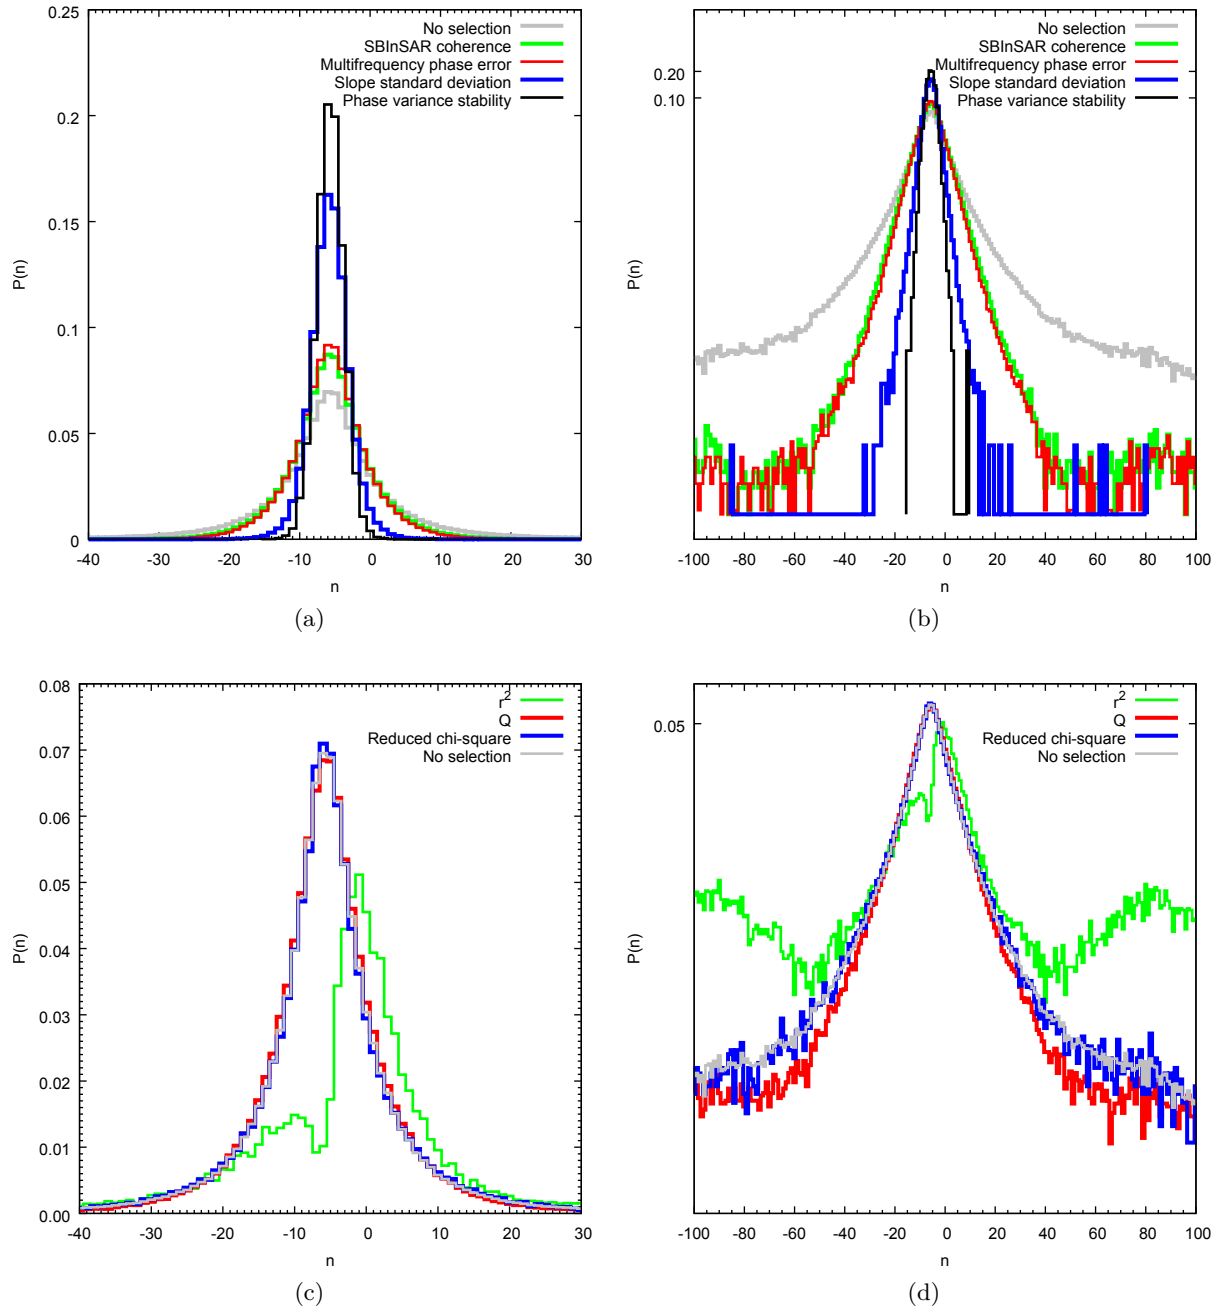 0.25
0.2
0.15
0.1
0.05
0
P(n)
No selection
SBInSAR coherence
Multifrequency phase error
Slope standard deviation
Phase variance stability
-40 -30 -20 -10 0 10 20 30
n
(a)
0.20
0.10
P(n)
No selection
SBInSAR coherence
Multifrequency phase error
Slope standard deviation
Phase variance stability
-100 -80 -60 -40 -20 0 20 40 60 80 100
n
(b)
0.08
0.07
0.06
0.05
0.04
0.03
0.02
0.01
0.00
P(n)
r²
Q
Reduced chi-square
No selection
-40 -30 -20 -10 0 10 20 30
n
(c)
0.05
P(n)
r²
Q
Reduced chi-square
No selection
-100 -80 -60 -40 -20 0 20 40 60 80 100
n
(d)